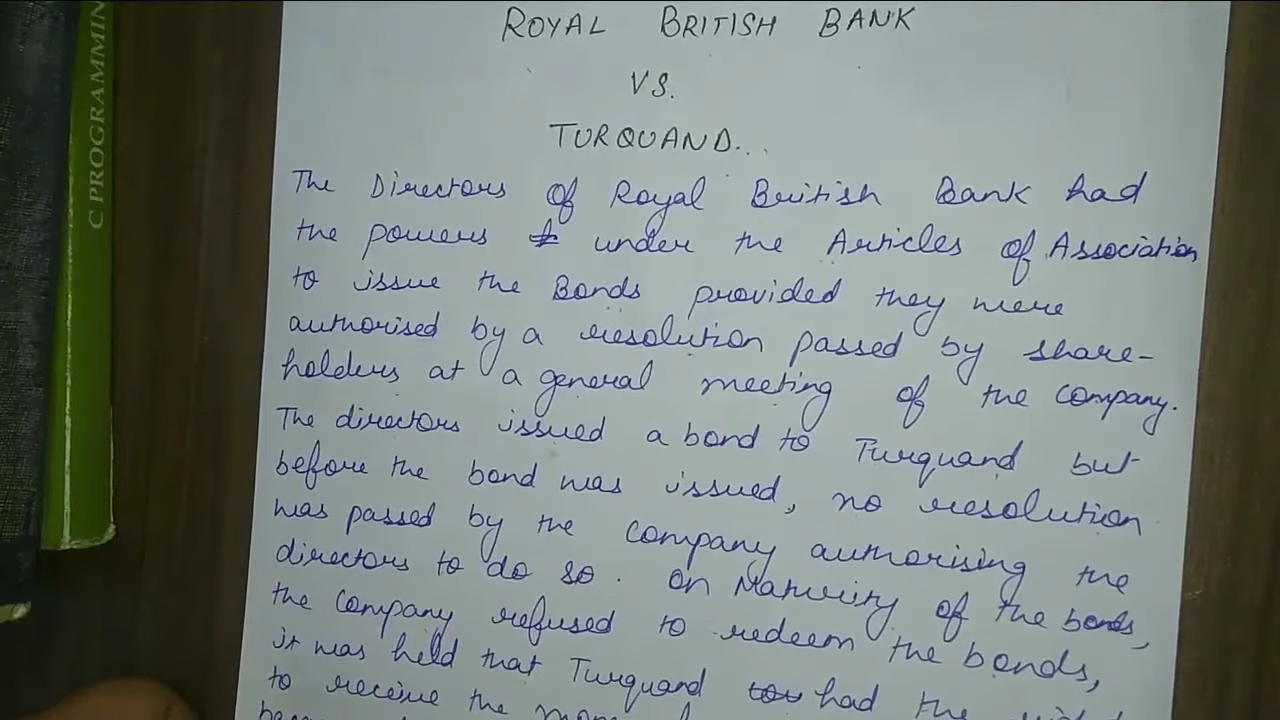 C PROGRAMMIN
ROYAL BRITISH BANK
VS.
TURQUAND...
The Directors of Royal British Bank had
the powers under the Articles of Association
to issue the Bonds provided they were
authorised by a resolution passed by share-
holders at a general meeting of the company.
The directors issued a bond to Turquand but
before the bond was issued, no resolution
was passed by the company authorising the
directors to do so. On Maturity of the bonds,
the company refused to redeem the bonds,
it was held that Turquand had the
to receive the